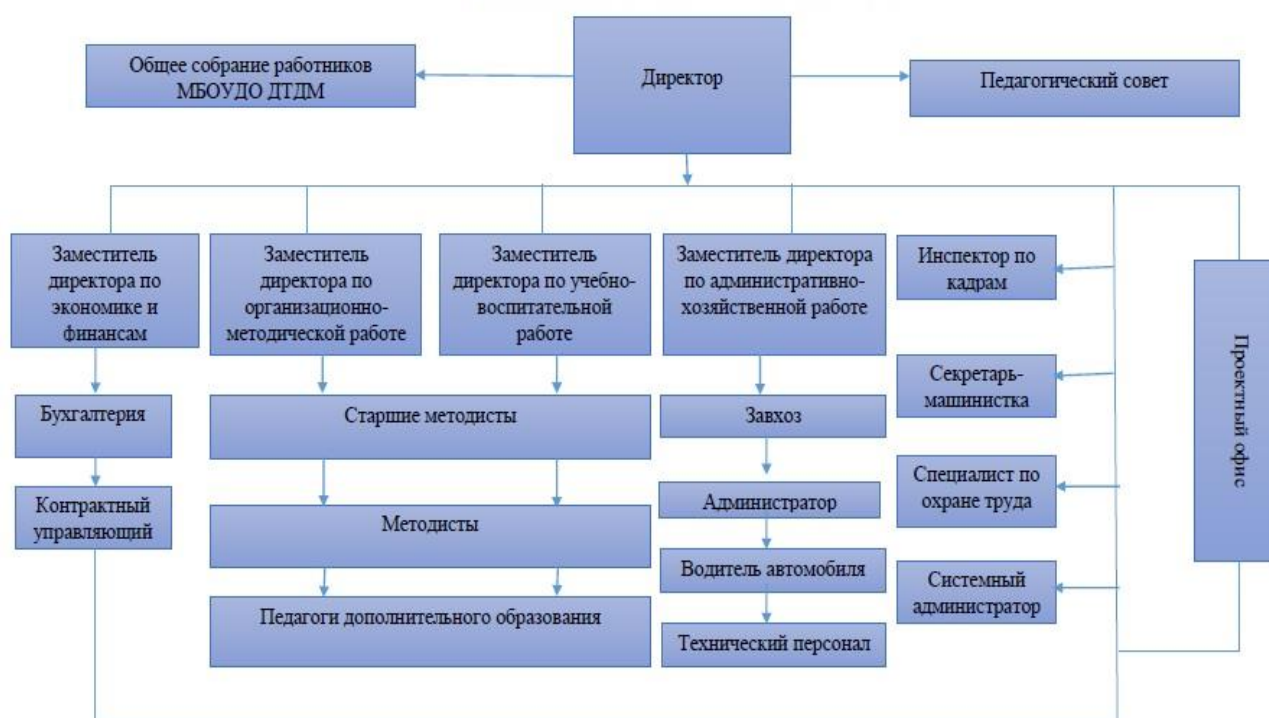 Общее собрание работников
МБОУДО ДТДМ
Директор
Педагогический совет
Заместитель
директора по
экономике и
финансам
Заместитель
директора по
организационно-
методической работе
Заместитель
директора по учебно-
воспитательной
работе
Заместитель директора
по административно-
хозяйственной работе
Инспектор по
кадрам
Проектный офис
Секретарь-
машинистка
Бухгалтерия
Старшие методисты
Завхоз
Специалист по
охране труда
Контрактный
управляющий
Методисты
Администратор
Водитель автомобиля
Системный
администратор
Педагоги дополнительного образования
Технический персонал